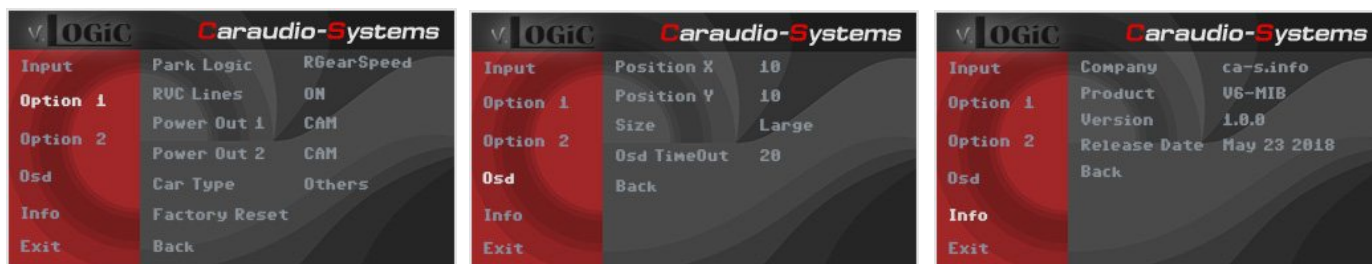 v.LOGiC Caraudio-Systems
Input
Option 1
Option 2
Osd
Info
Exit
Park Logic RGearSpeed
RVC Lines ON
Power Out 1 CAM
Power Out 2 CAM
Car Type Others
Factory Reset
Back
v.LOGiC Caraudio-Systems
Input
Option 1
Option 2
Osd
Info
Exit
Position X 10
Position Y 10
Size Large
Osd TimeOut 20
Back
v.LOGiC Caraudio-Systems
Input
Option 1
Option 2
Osd
Info
Exit
Company ca-s.info
Product V6-MIB
Version 1.0.0
Release Date May 23 2018
Back